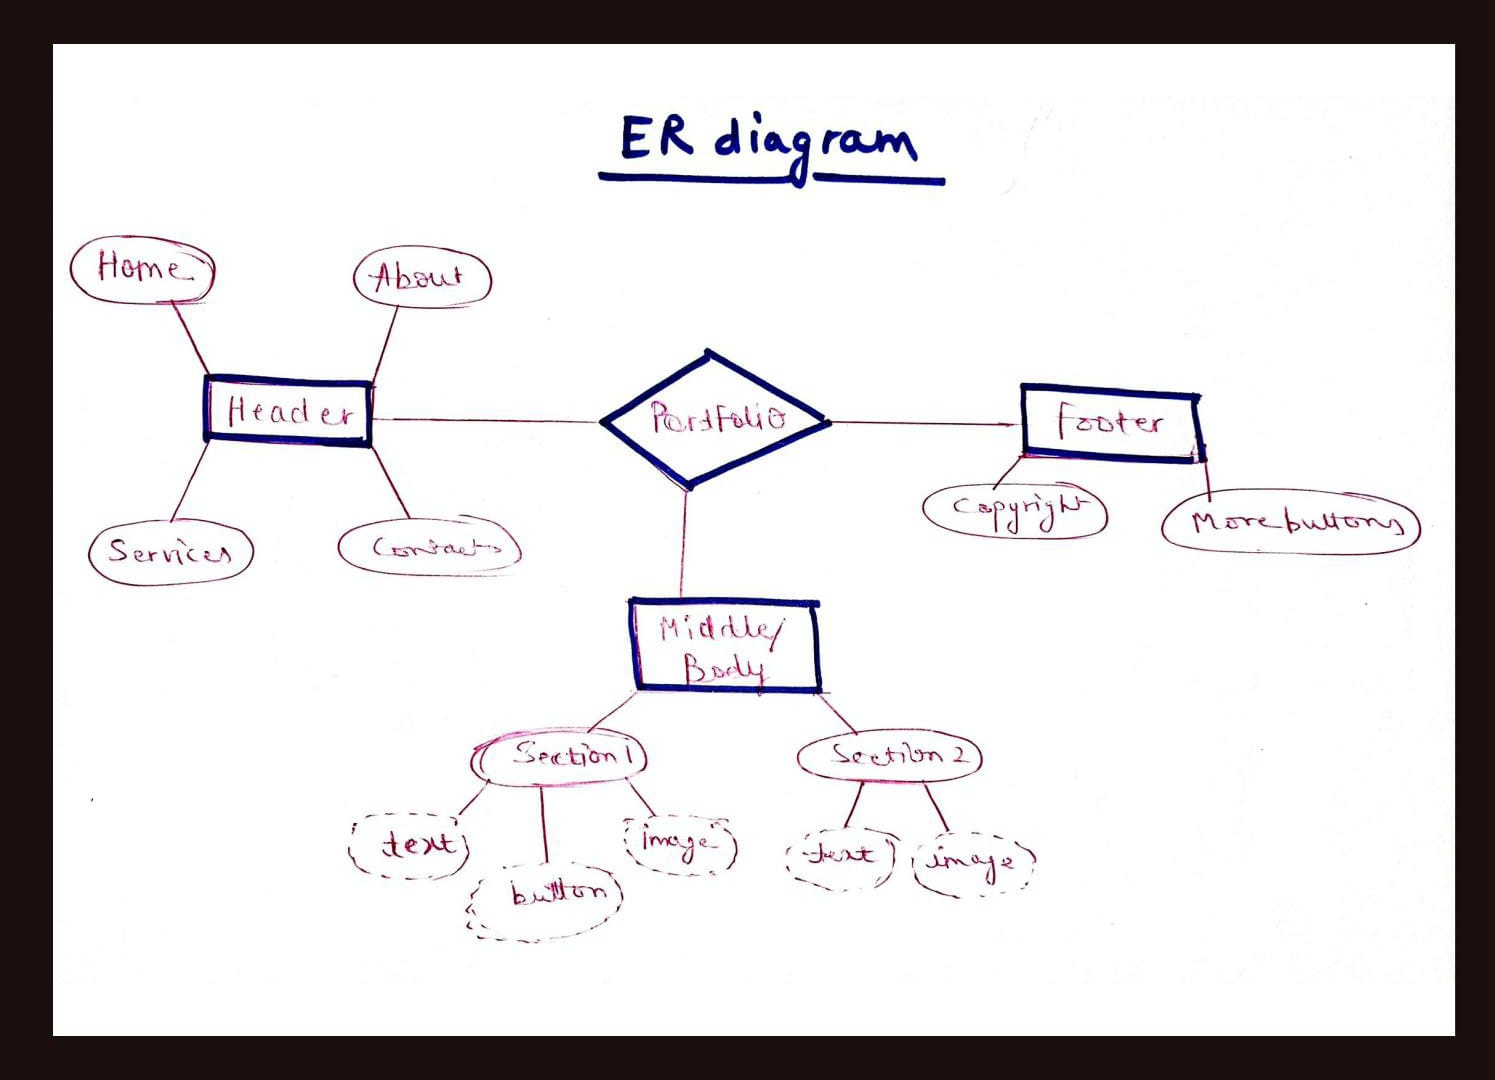 ER diagram
Home
About
Header
Portfolio
Footer
Services
Contacts
Copyright
More buttons
Middle/
Body
Section 1
Section 2
text
button
image
text
image